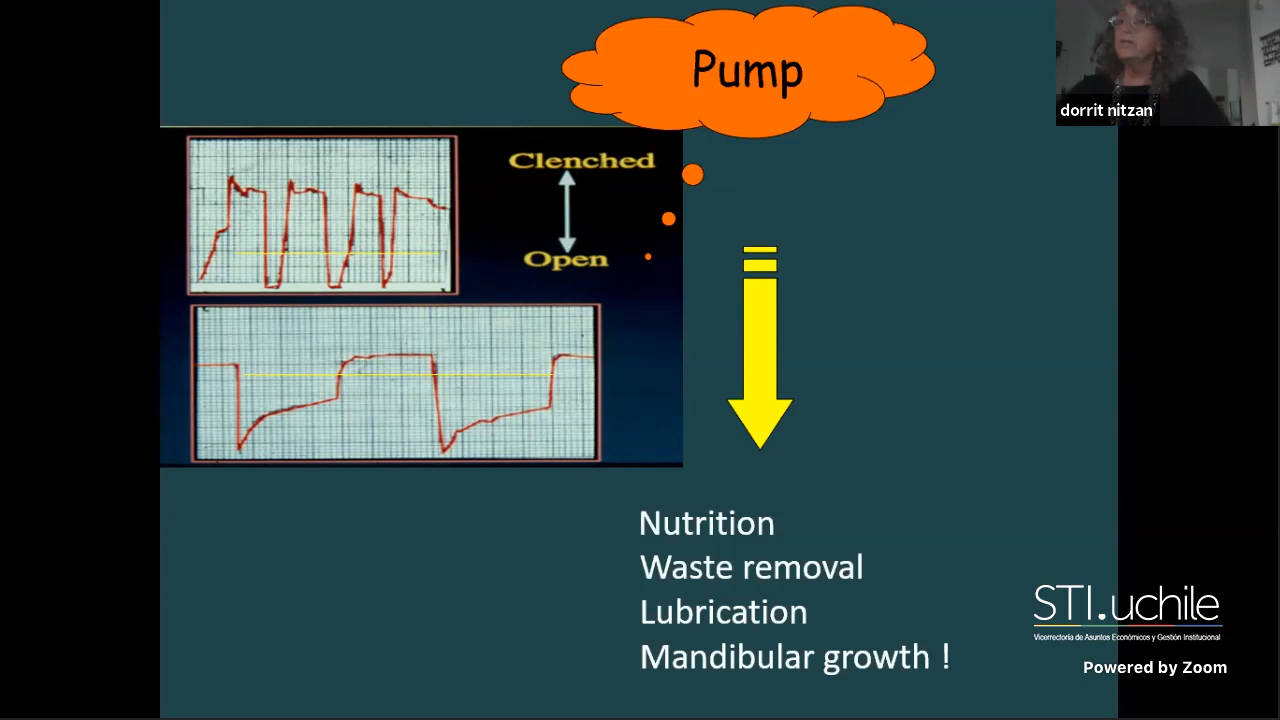 Pump
dorrit nitzan
Clenched
Open
Nutrition
Waste removal
Lubrication
Mandibular growth !
STI.uchile
Vicerrectoría de Asuntos Económicos y Gestión Institucional
Powered by Zoom